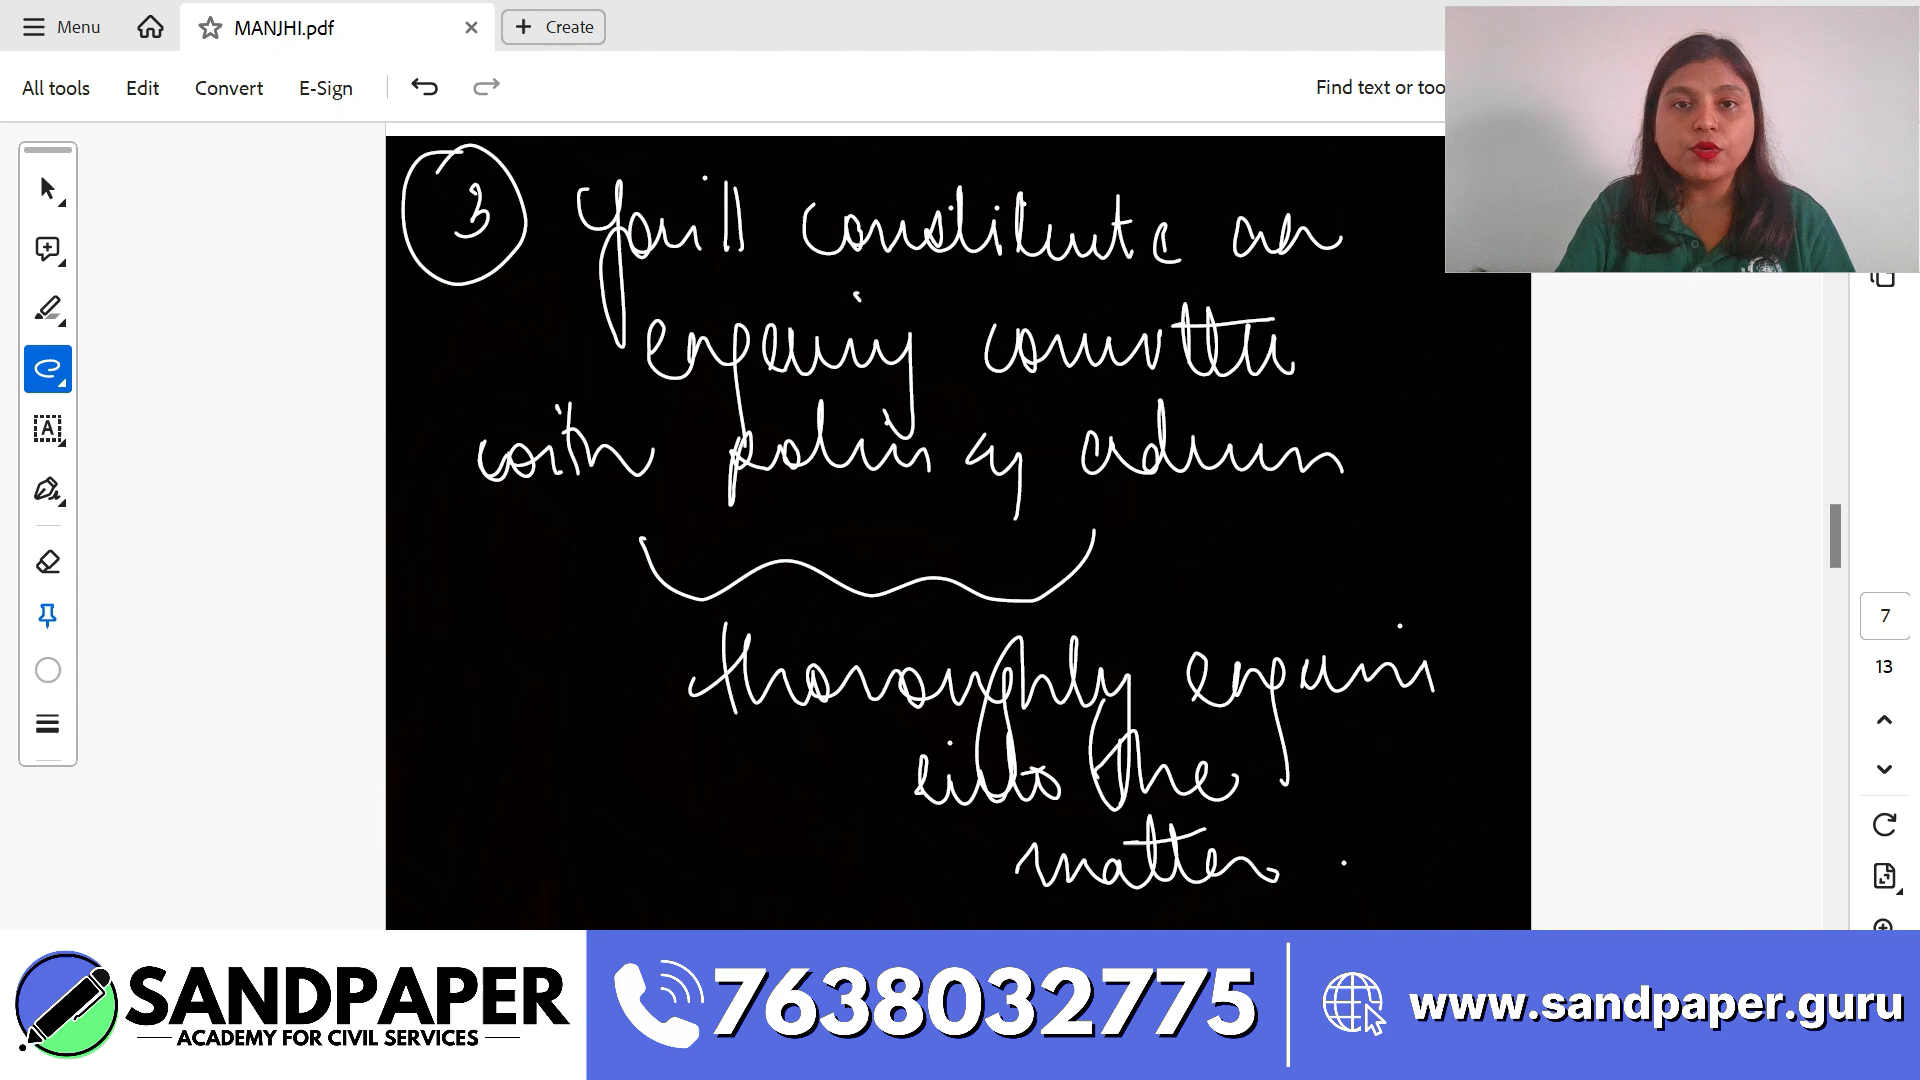 Menu
MANJHI.pdf
Create
All tools
Edit
Convert
E-Sign
Find text or too
3
You'll constitute an
enquiry committee
with police admin
thoroughly enquire
into the
matter .
7
13
SANDPAPER
ACADEMY FOR CIVIL SERVICES
7638032775
www.sandpaper.guru